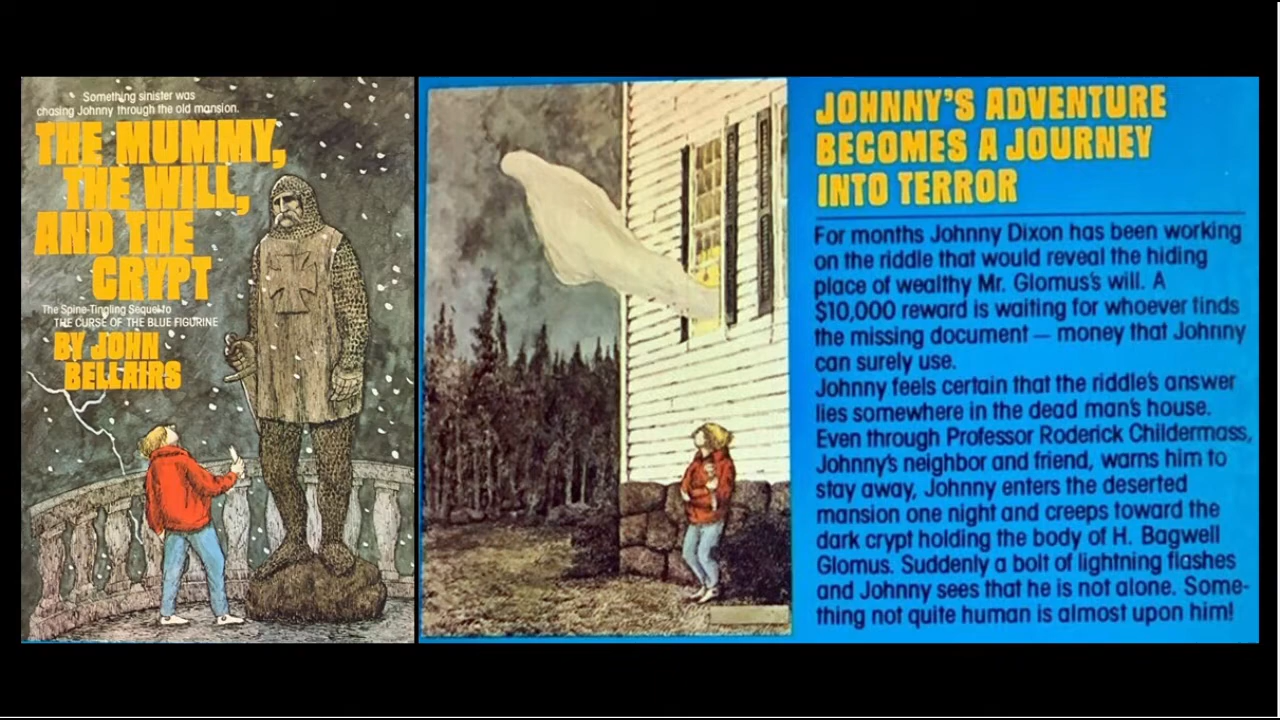 Something sinister was
chasing Johnny through the old mansion.
THE MUMMY,
THE WILL,
AND THE
CRYPT
The Spine-Tingling Sequel to
THE CURSE OF THE BLUE FIGURINE
BY JOHN
BELLAIRS
JOHNNY'S ADVENTURE
BECOMES A JOURNEY
INTO TERROR
For months Johnny Dixon has been working
on the riddle that would reveal the hiding
place of wealthy Mr. Glomus's will. A
$10,000 reward is waiting for whoever finds
the missing document — money that Johnny
can surely use.
Johnny feels certain that the riddle's answer
lies somewhere in the dead man's house.
Even through Professor Roderick Childermass,
Johnny's neighbor and friend, warns him to
stay away, Johnny enters the deserted
mansion one night and creeps toward the
dark crypt holding the body of H. Bagwell
Glomus. Suddenly a bolt of lightning flashes
and Johnny sees that he is not alone. Some-
thing not quite human is almost upon him!